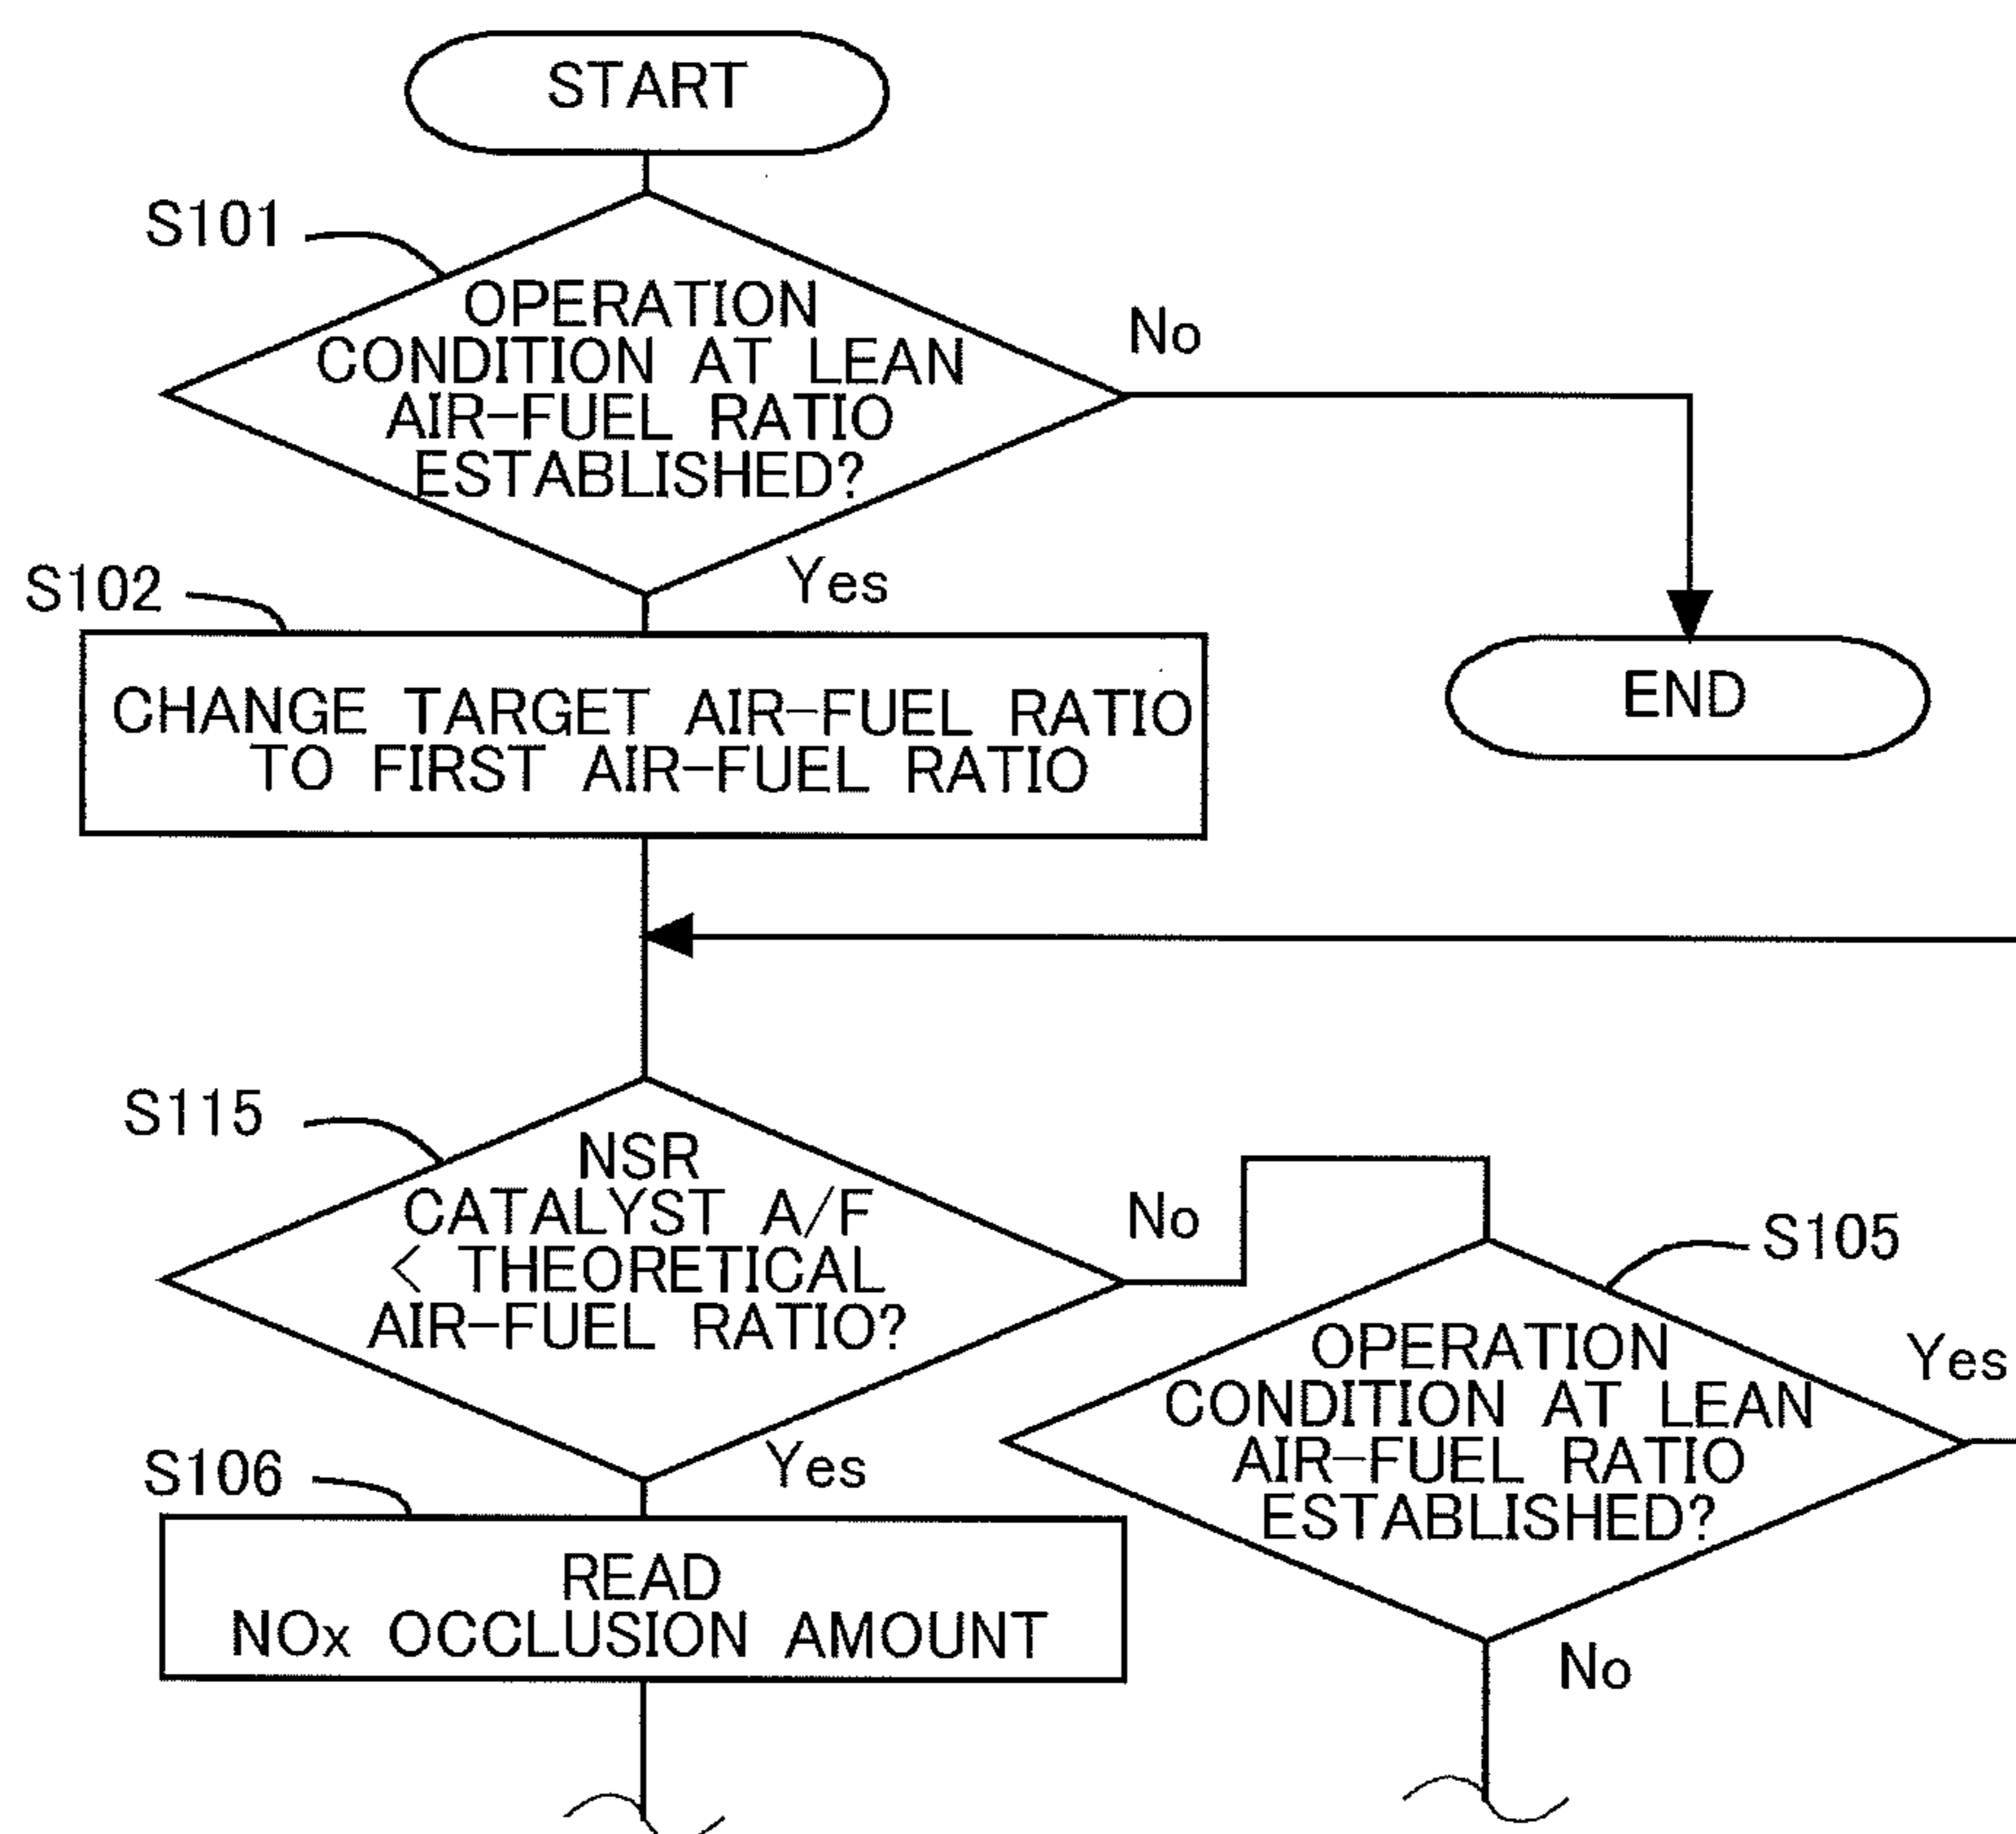 START
S101
OPERATION
CONDITION AT LEAN
AIR-FUEL RATIO
ESTABLISHED?
No
Yes
END
S102
CHANGE TARGET AIR-FUEL RATIO
TO FIRST AIR-FUEL RATIO
S115
NSR
CATALYST A/F
< THEORETICAL
AIR-FUEL RATIO?
No
Yes
S105
OPERATION
CONDITION AT LEAN
AIR-FUEL RATIO
ESTABLISHED?
Yes
No
S106
READ
NOx OCCLUSION AMOUNT